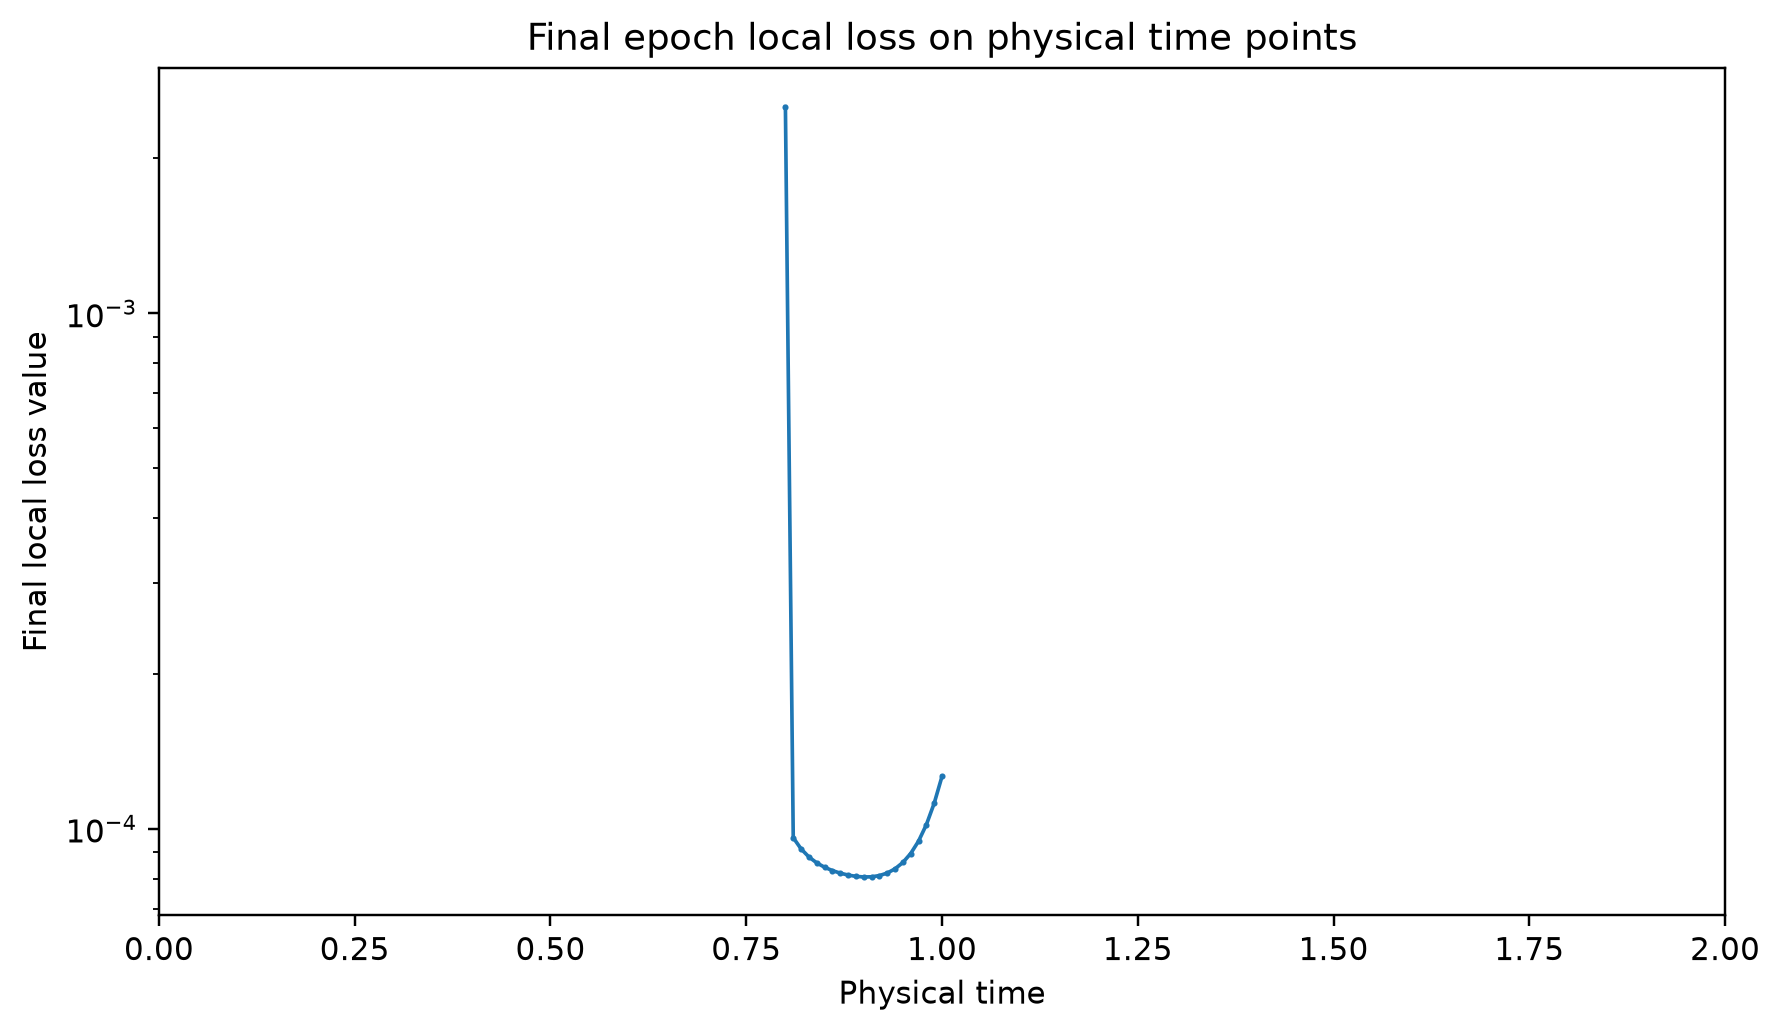 Final epoch local loss on physical time points
Final local loss value
10⁻³
10⁻⁴
0.00 0.25 0.50 0.75 1.00 1.25 1.50 1.75 2.00
Physical time